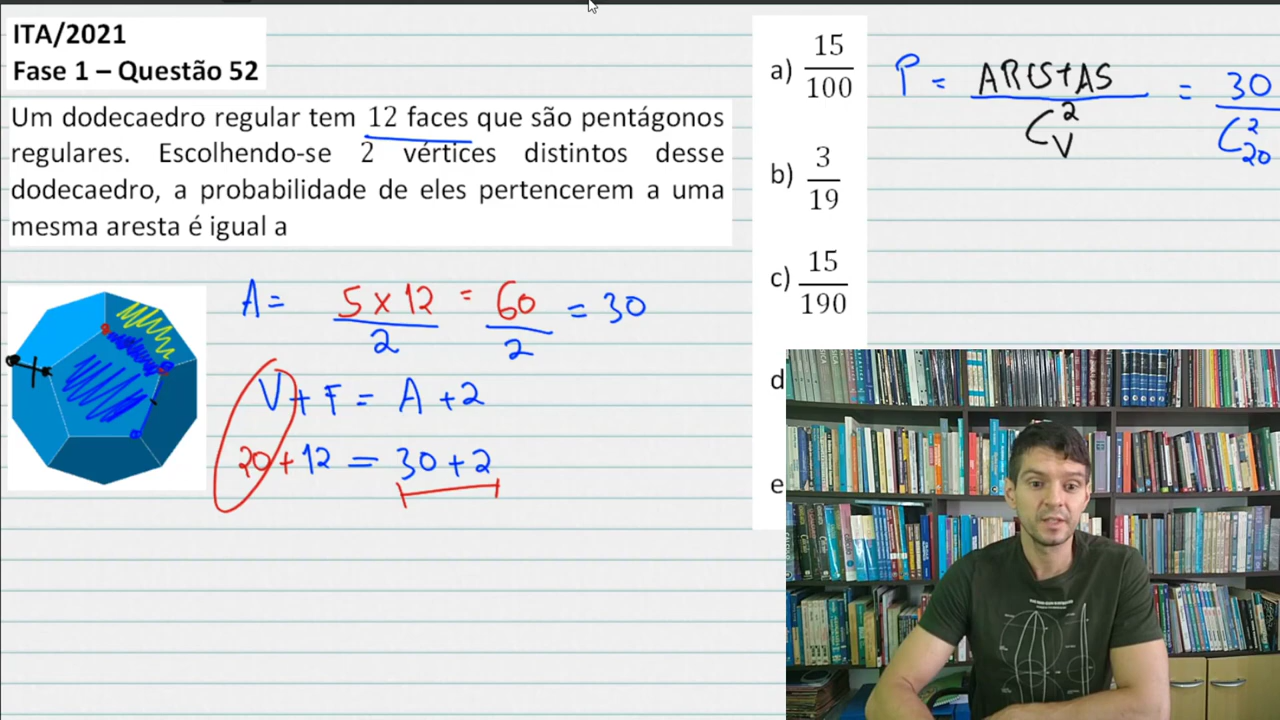 ITA/2021
Fase 1 – Questão 52
Um dodecaedro regular tem 12 faces que são pentágonos
regulares. Escolhendo-se 2 vértices distintos desse
dodecaedro, a probabilidade de eles pertencerem a uma
mesma aresta é igual a
A = 5 x 12 / 2 = 60 / 2 = 30
V + F = A + 2
20 + 12 = 30 + 2
a) 15/100
b) 3/19
c) 15/190
d
e
P = ARESTAS / C_V^2 = 30 / C_20^2